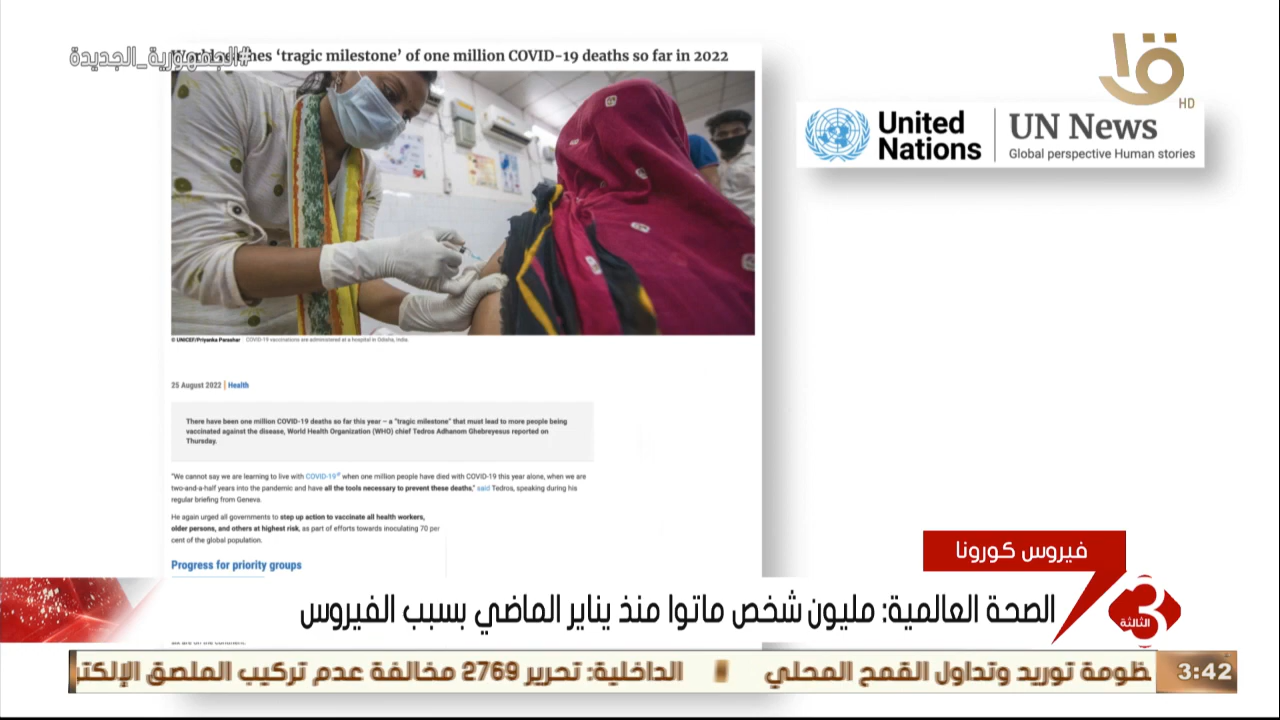 #الجمهورية_الجديدة
World reaches ‘tragic milestone’ of one million COVID-19 deaths so far in 2022
HD
United Nations
UN News
Global perspective Human stories
© UNICEF/Priyanka Parashar COVID-19 vaccinations are administered at a hospital in Odisha, India.
25 August 2022 | Health
There have been one million COVID-19 deaths so far this year – a “tragic milestone” that must lead to more people being
vaccinated against the disease, World Health Organization (WHO) chief Tedros Adhanom Ghebreyesus reported on
Thursday.
“We cannot say we are learning to live with COVID-19 when one million people have died with COVID-19 this year alone, when we are
two-and-a-half years into the pandemic and have all the tools necessary to prevent these deaths,” said Tedros, speaking during his
regular briefing from Geneva.
He again urged all governments to step up action to vaccinate all health workers,
older persons, and others at highest risk, as part of efforts towards inoculating 70 per
cent of the global population.
Progress for priority groups
فيروس كورونا
3 الثالثة
الصحة العالمية: مليون شخص ماتوا منذ يناير الماضي بسبب الفيروس
ظومة توريد وتداول القمح المحلي الداخلية: تحرير 2769 مخالفة عدم تركيب الملصق الإلكتر
3:42